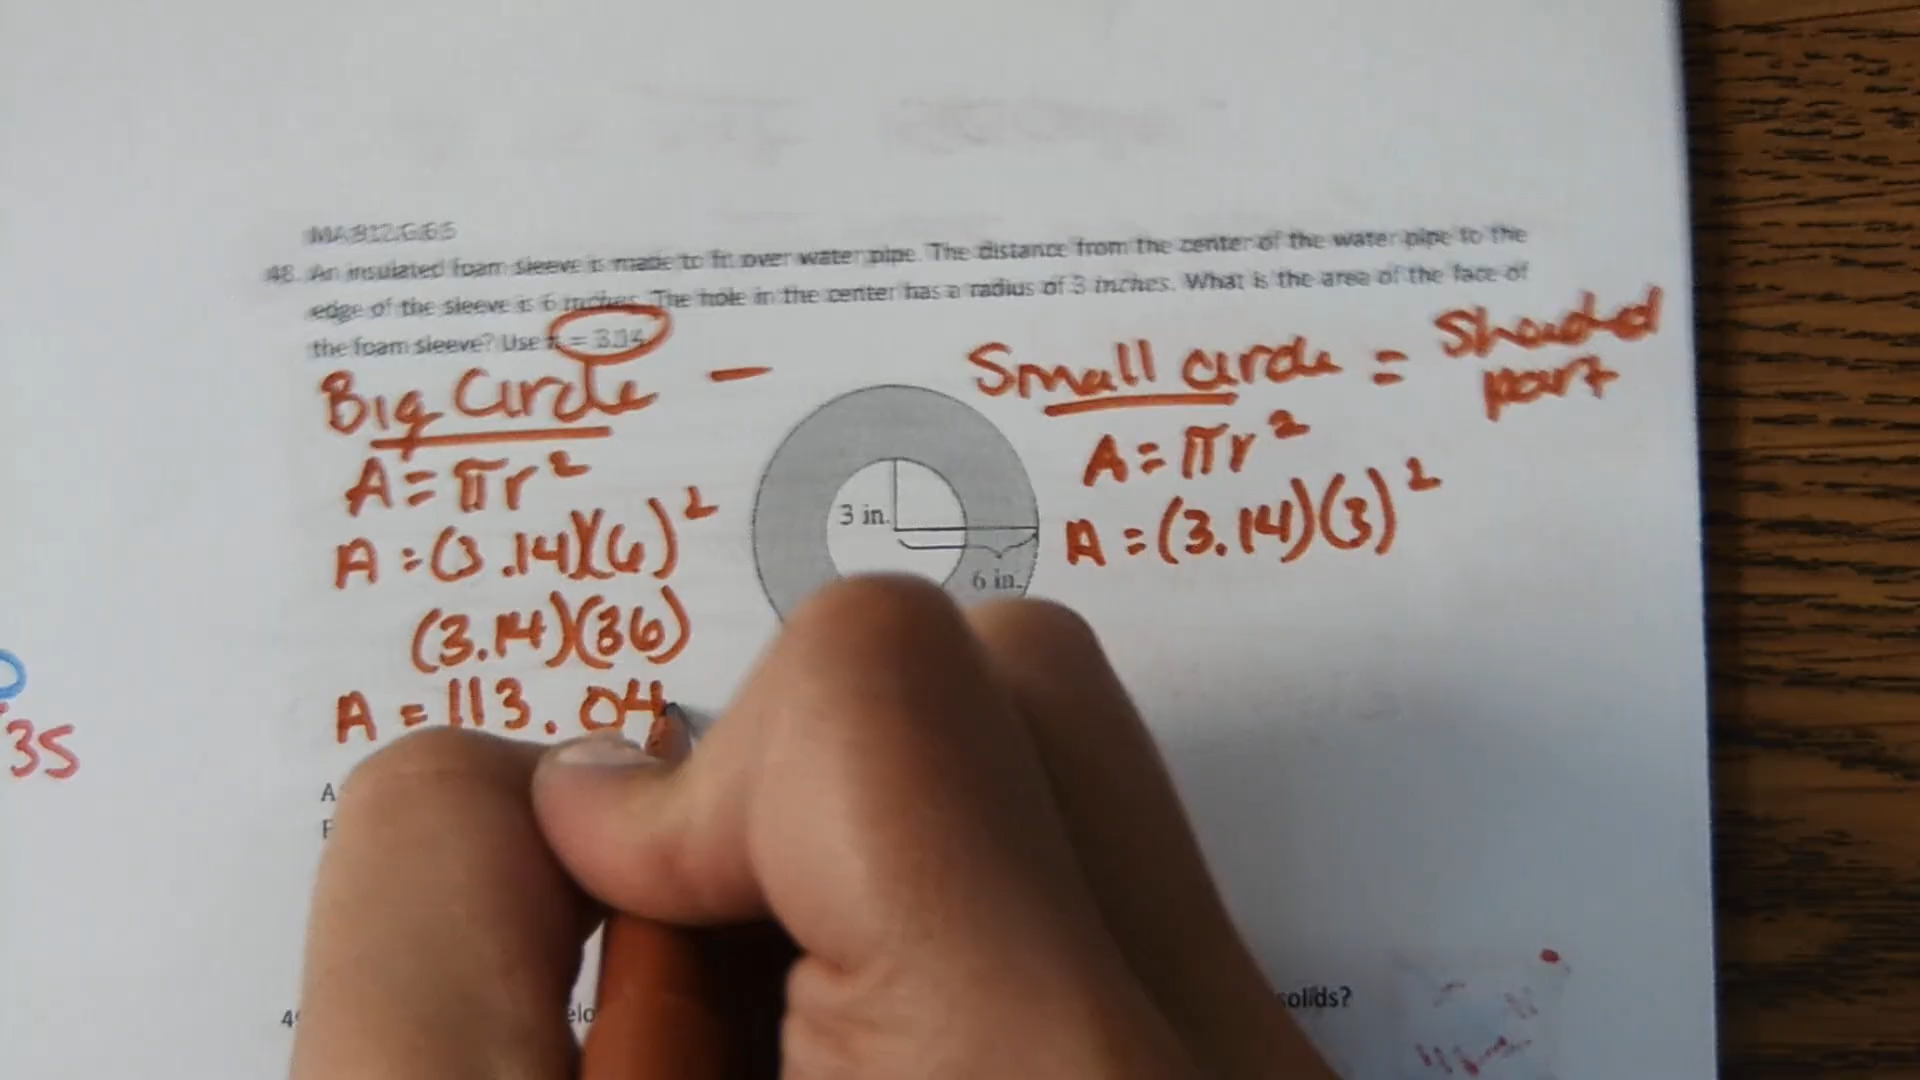 MA.912.G.6.5
48. An insulated foam sleeve is made to fit over water pipe. The distance from the center of the water pipe to the
edge of the sleeve is 6 inches. The hole in the center has a radius of 3 inches. What is the area of the face of
the foam sleeve? Use π = 3.14.
Big Circle - Small circle = Shaded part
A = πr²
A = (3.14)(6)²
(3.14)(36)
A = 113.04
3 in.
6 in.
A = πr²
A = (3.14)(3)²
35
A
F
solids?